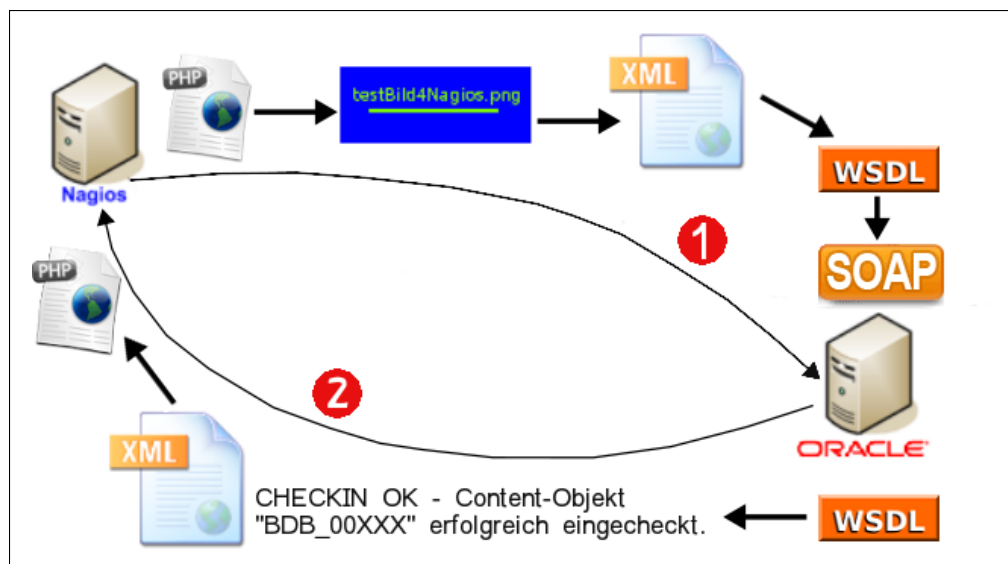 PHP
testBild4Nagios.png
XML
WSDL
Nagios
1
SOAP
PHP
2
XML
ORACLE
CHECKIN OK - Content-Objekt
"BDB_00XXX" erfolgreich eingecheckt.
WSDL